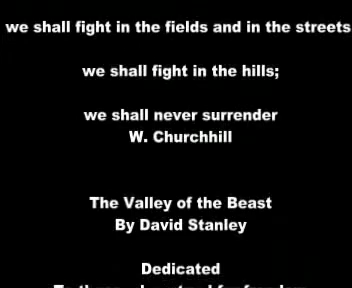 we shall fight in the fields and in the streets
we shall fight in the hills;
we shall never surrender
W. Churchhill
The Valley of the Beast
By David Stanley
Dedicated